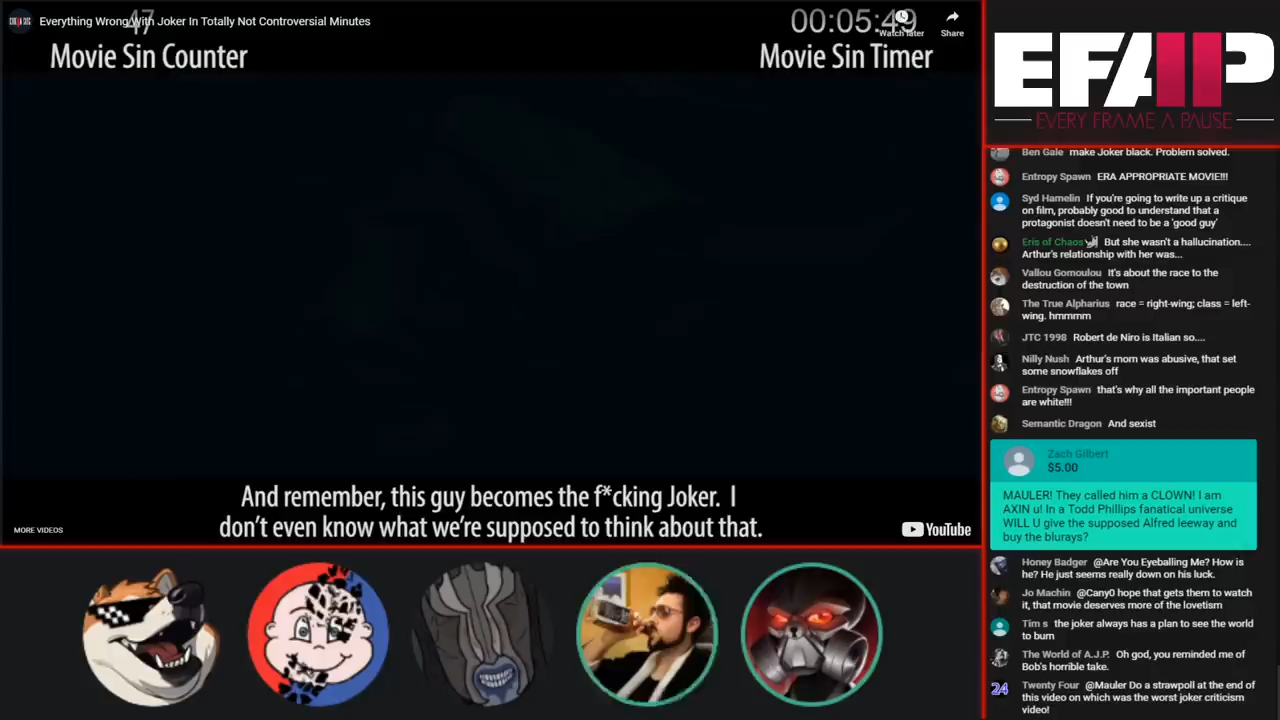 Everything Wrong With Joker In Totally Not Controversial Minutes
47
Movie Sin Counter
00:05:49
Watch later
Share
Movie Sin Timer
And remember, this guy becomes the f*cking Joker. I
don't even know what we're supposed to think about that.
MORE VIDEOS
YouTube
EFAP
EVERY FRAME A PAUSE
Ben Gale make Joker black. Problem solved.
Entropy Spawn ERA APPROPRIATE MOVIE!!!
Syd Hamelin If you're going to write up a critique
on film, probably good to understand that a
protagonist doesn't need to be a 'good guy'
Eris of Chaos But she wasn't a hallucination....
Arthur's relationship with her was...
Vallou Gomoulou It's about the race to the
destruction of the town
The True Alpharius race = right-wing; class = left-
wing. hmmmm
JTC 1998 Robert de Niro is Italian so....
Nilly Nush Arthur's mom was abusive, that set
some snowflakes off
Entropy Spawn that's why all the important people
are white!!!
Semantic Dragon And sexist
Zach Gilbert
$5.00
MAULER! They called him a CLOWN! I am
AXIN u! In a Todd Phillips fanatical universe
WILL U give the supposed Alfred leeway and
buy the blurays?
Honey Badger @Are You Eyeballing Me? How is
he? He just seems really down on his luck.
Jo Machin @Cany0 hope that gets them to watch
it, that movie deserves more of the lovetism
Tim s the joker always has a plan to see the world
to burn
The World of A.J.P. Oh god, you reminded me of
Bob's horrible take.
24
Twenty Four @Mauler Do a strawpoll at the end of
this video on which was the worst joker criticism
video!